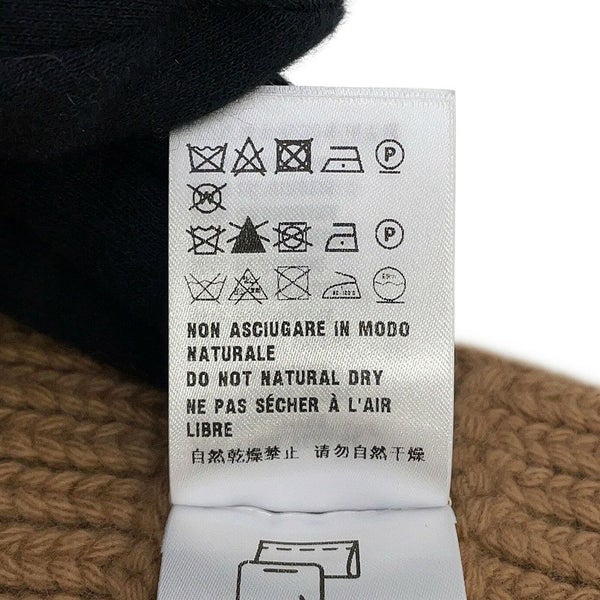 P
W
P
NON ASCIUGARE IN MODO
NATURALE
DO NOT NATURAL DRY
NE PAS SÉCHER À L'AIR
LIBRE
自然乾燥禁止 请勿自然干燥